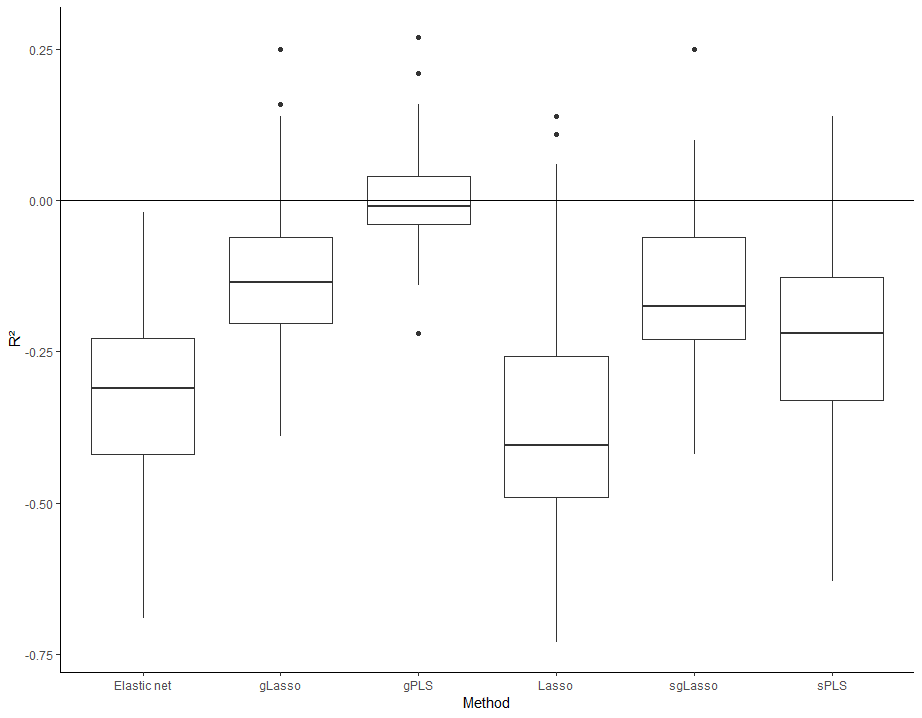 0.25
0.00
-0.25
-0.50
-0.75
R²
Elastic net
gLasso
gPLS
Lasso
sgLasso
sPLS
Method